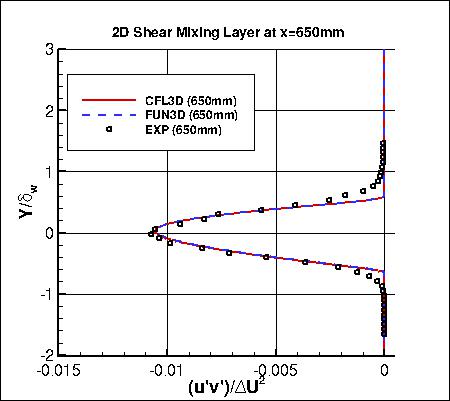 2D Shear Mixing Layer at x=650mm
3
CFL3D (650mm)
FUN3D (650mm)
EXP (650mm)
2
1
0
-1
-2
Y/δw
-0.015
-0.01
-0.005
0
(u'v')/ΔU²